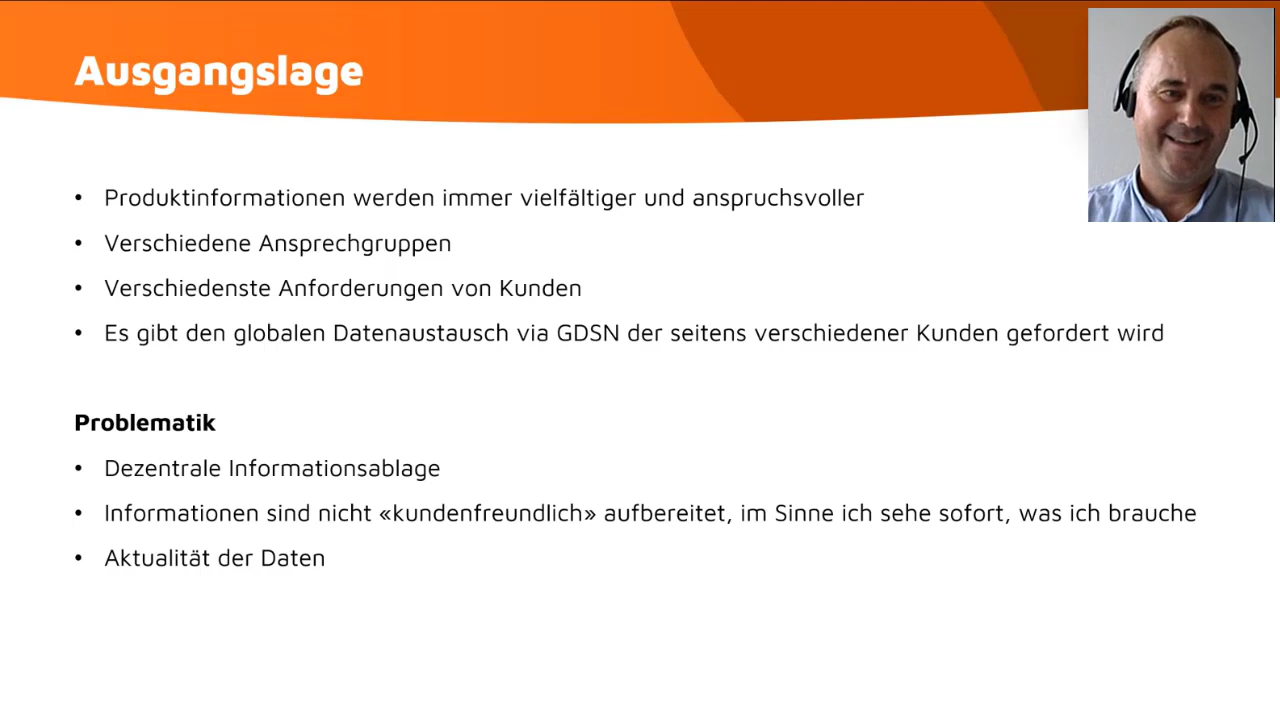 Ausgangslage
• Produktinformationen werden immer vielfältiger und anspruchsvoller
• Verschiedene Ansprechgruppen
• Verschiedenste Anforderungen von Kunden
• Es gibt den globalen Datenaustausch via GDSN der seitens verschiedener Kunden gefordert wird
Problematik
• Dezentrale Informationsablage
• Informationen sind nicht «kundenfreundlich» aufbereitet, im Sinne ich sehe sofort, was ich brauche
• Aktualität der Daten